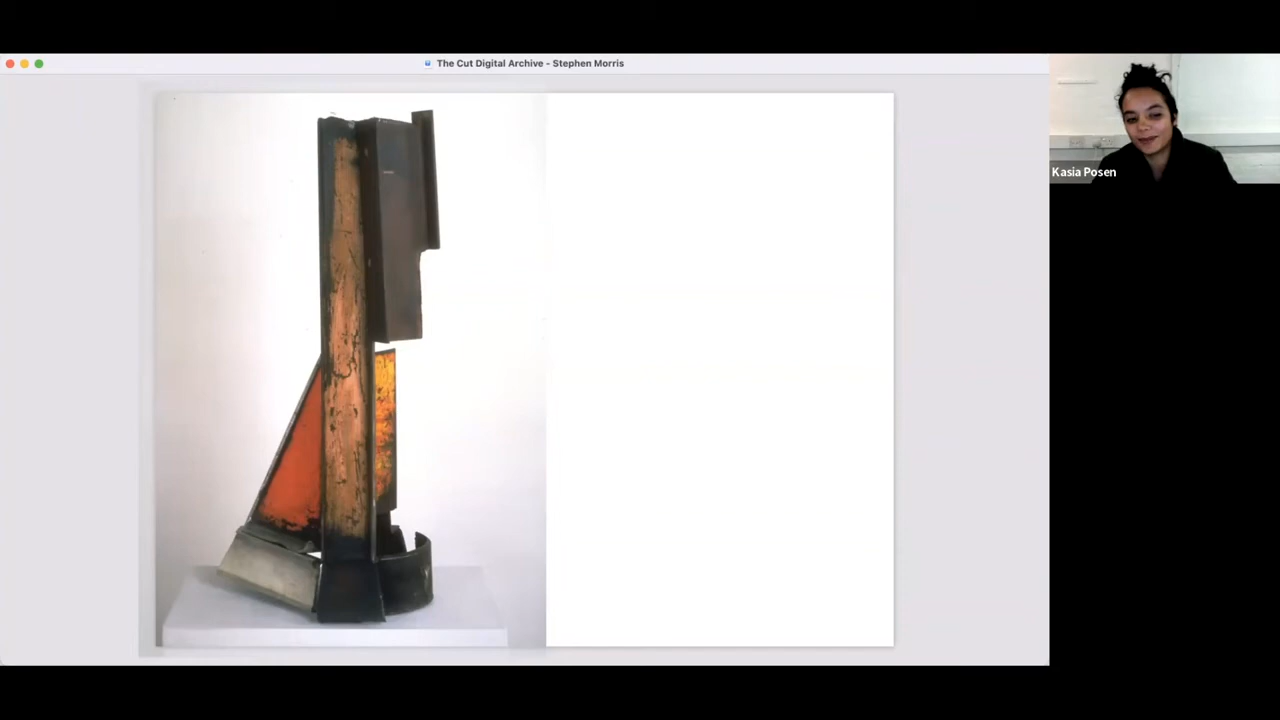 The Cut Digital Archive - Stephen Morris
Kasia Posen